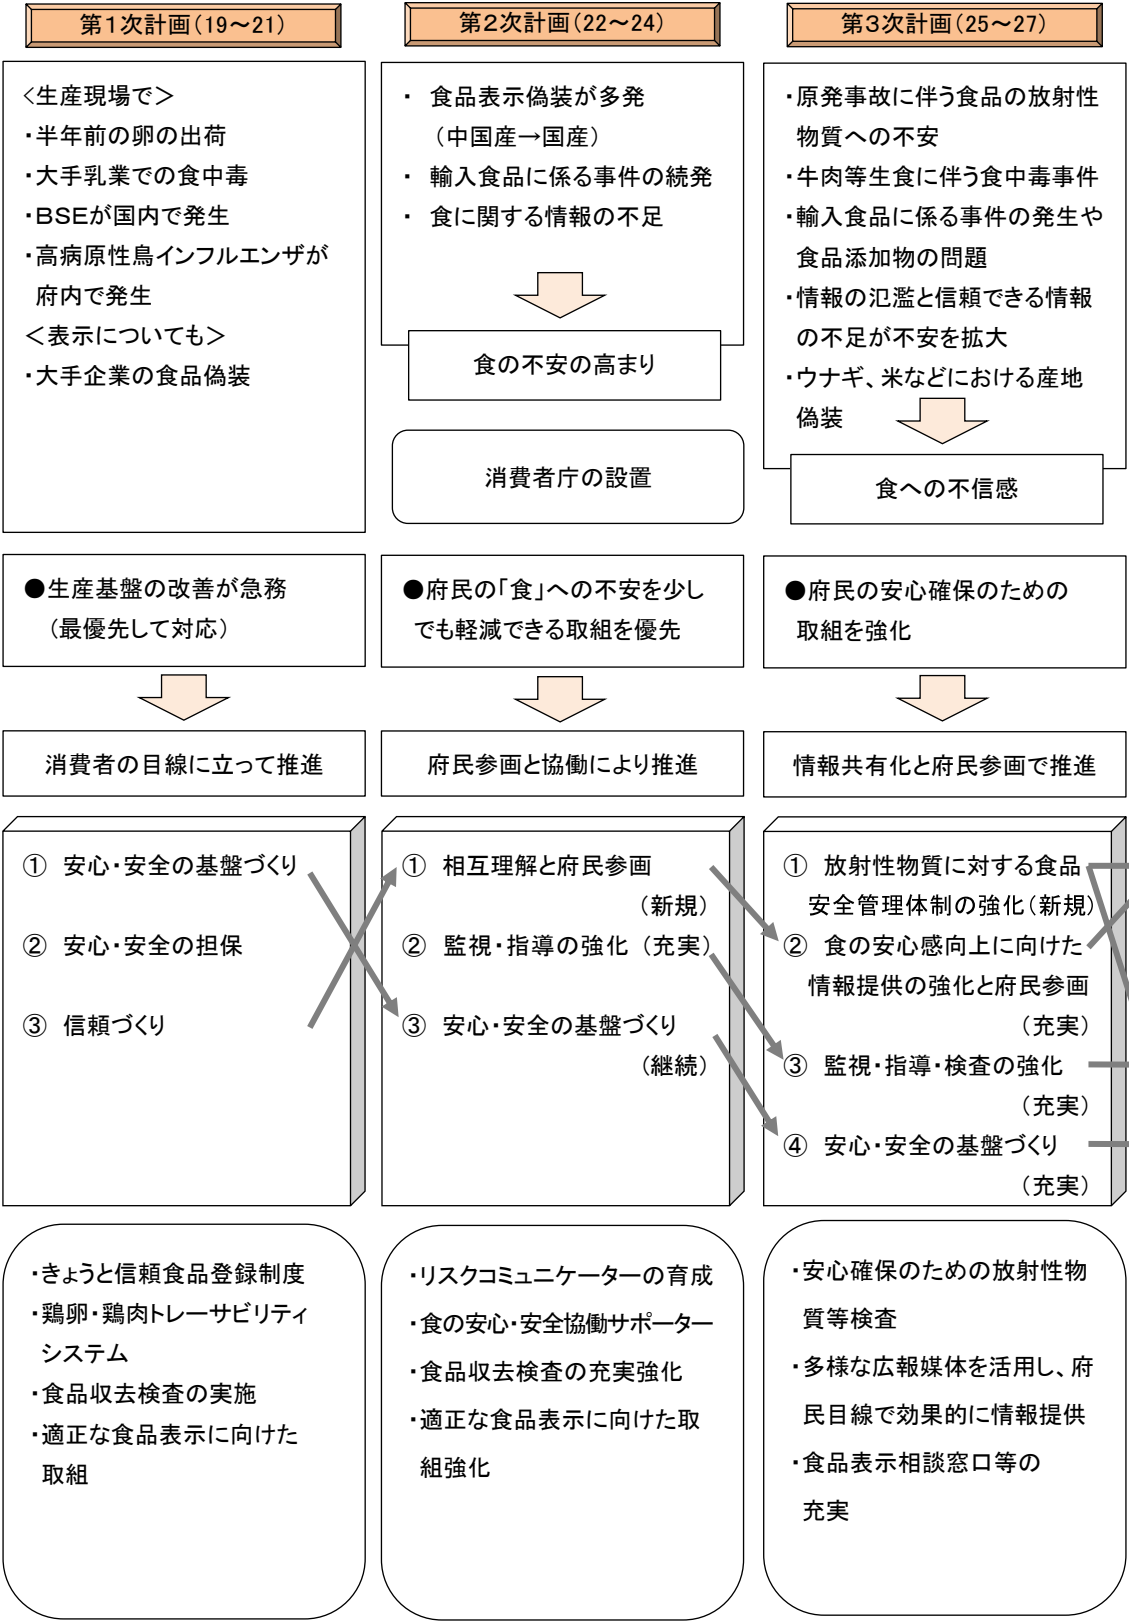 第1次計画(19～21)
<生産現場で>
・半年前の卵の出荷
・大手乳業での食中毒
・BSEが国内で発生
・高病原性鳥インフルエンザが
府内で発生
＜表示についても＞
・大手企業の食品偽装
●生産基盤の改善が急務
(最優先して対応)
消費者の目線に立って推進
① 安心・安全の基盤づくり
② 安心・安全の担保
③ 信頼づくり
・きょうと信頼食品登録制度
・鶏卵・鶏肉トレーサビリティ
システム
・食品収去検査の実施
・適正な食品表示に向けた
取組
第2次計画(22～24)
・ 食品表示偽装が多発
(中国産→国産)
・ 輸入食品に係る事件の続発
・ 食に関する情報の不足
食の不安の高まり
消費者庁の設置
●府民の「食」への不安を少し
でも軽減できる取組を優先
府民参画と協働により推進
① 相互理解と府民参画
(新規)
② 監視・指導の強化 (充実)
③ 安心・安全の基盤づくり
(継続)
・リスクコミュニケーターの育成
・食の安心・安全協働サポーター
・食品収去検査の充実強化
・適正な食品表示に向けた取
組強化
第3次計画(25～27)
・原発事故に伴う食品の放射性
物質への不安
・牛肉等生食に伴う食中毒事件
・輸入食品に係る事件の発生や
食品添加物の問題
・情報の氾濫と信頼できる情報
の不足が不安を拡大
・ウナギ、米などにおける産地
偽装
食への不信感
●府民の安心確保のための
取組を強化
情報共有化と府民参画で推進
① 放射性物質に対する食品
安全管理体制の強化(新規)
② 食の安心感向上に向けた
情報提供の強化と府民参画
(充実)
③ 監視・指導・検査の強化
(充実)
④ 安心・安全の基盤づくり
(充実)
・安心確保のための放射性物
質等検査
・多様な広報媒体を活用し、府
民目線で効果的に情報提供
・食品表示相談窓口等の
充実